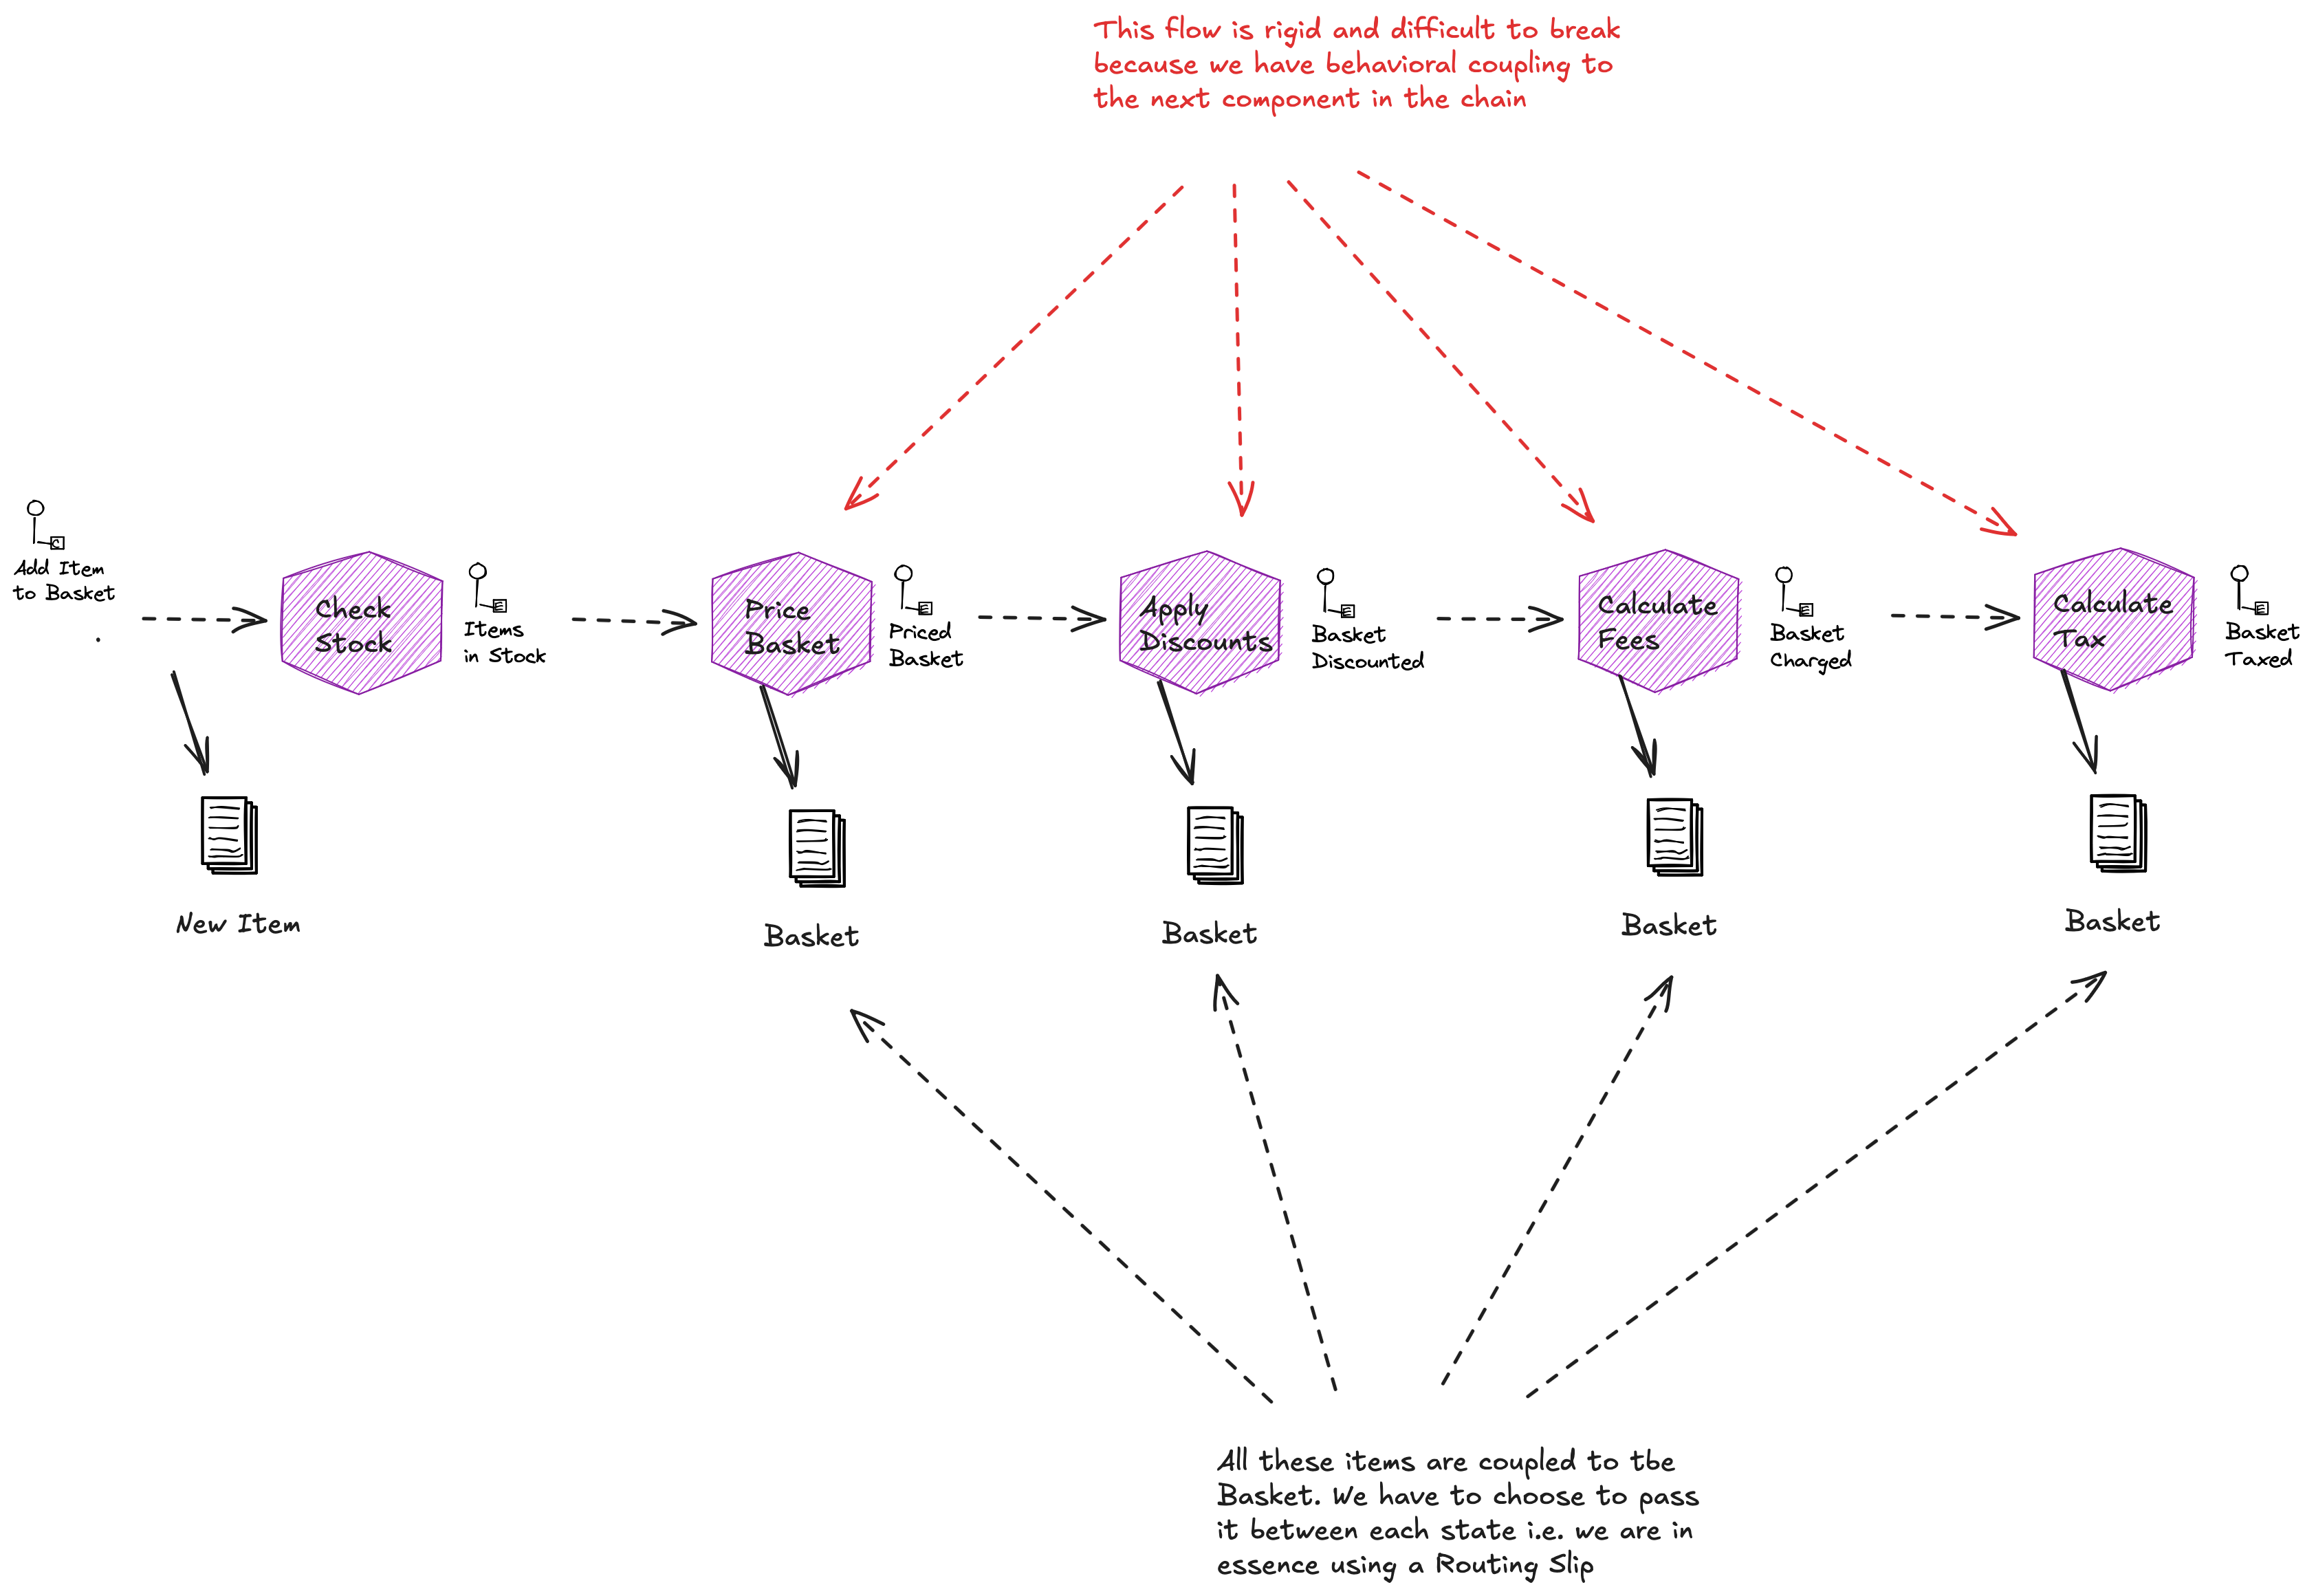 This flow is rigid and difficult to break
because we have behavioral coupling to
the next component in the chain
C
Add Item
to Basket
Check
Stock
E
Items
in Stock
Price
Basket
E
Priced
Basket
Apply
Discounts
E
Basket
Discounted
Calculate
Fees
E
Basket
Charged
Calculate
Tax
E
Basket
Taxed
New Item
Basket
Basket
Basket
Basket
All these items are coupled to tbe
Basket. We have to choose to pass
it between each state i.e. we are in
essence using a Routing Slip